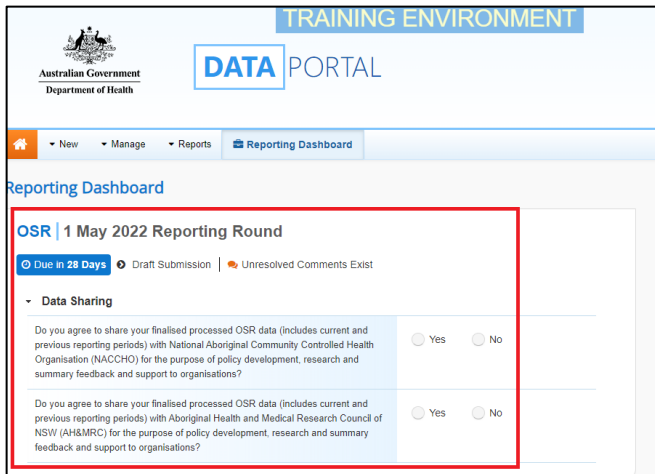 TRAINING ENVIRONMENT
Australian Government
Department of Health
DATA PORTAL
New Manage Reports Reporting Dashboard
Reporting Dashboard
OSR | 1 May 2022 Reporting Round
Due in 28 Days Draft Submission | Unresolved Comments Exist
Data Sharing
Do you agree to share your finalised processed OSR data (includes current and
previous reporting periods) with National Aboriginal Community Controlled Health
Organisation (NACCHO) for the purpose of policy development, research and
summary feedback and support to organisations?
Yes No
Do you agree to share your finalised processed OSR data (includes current and
previous reporting periods) with Aboriginal Health and Medical Research Council of
NSW (AH&MRC) for the purpose of policy development, research and summary
feedback and support to organisations?
Yes No